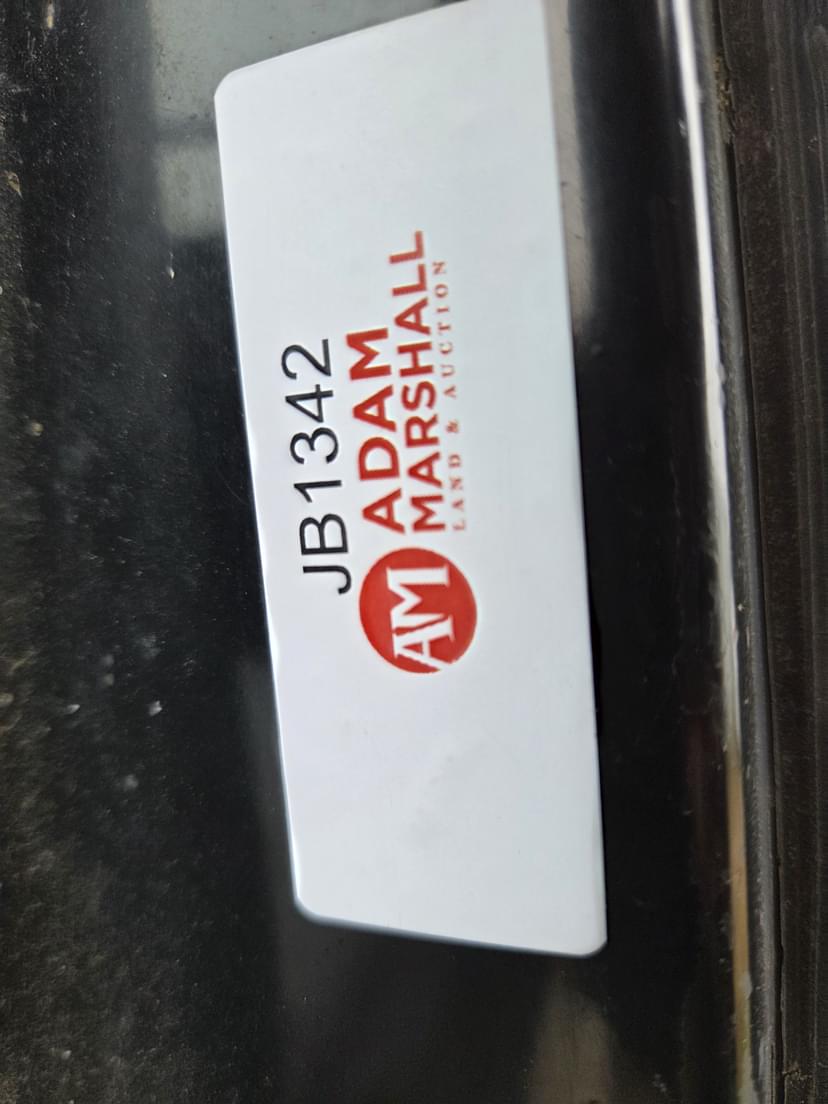 JB1342
AM
ADAM
MARSHALL
LAND & AUCTION